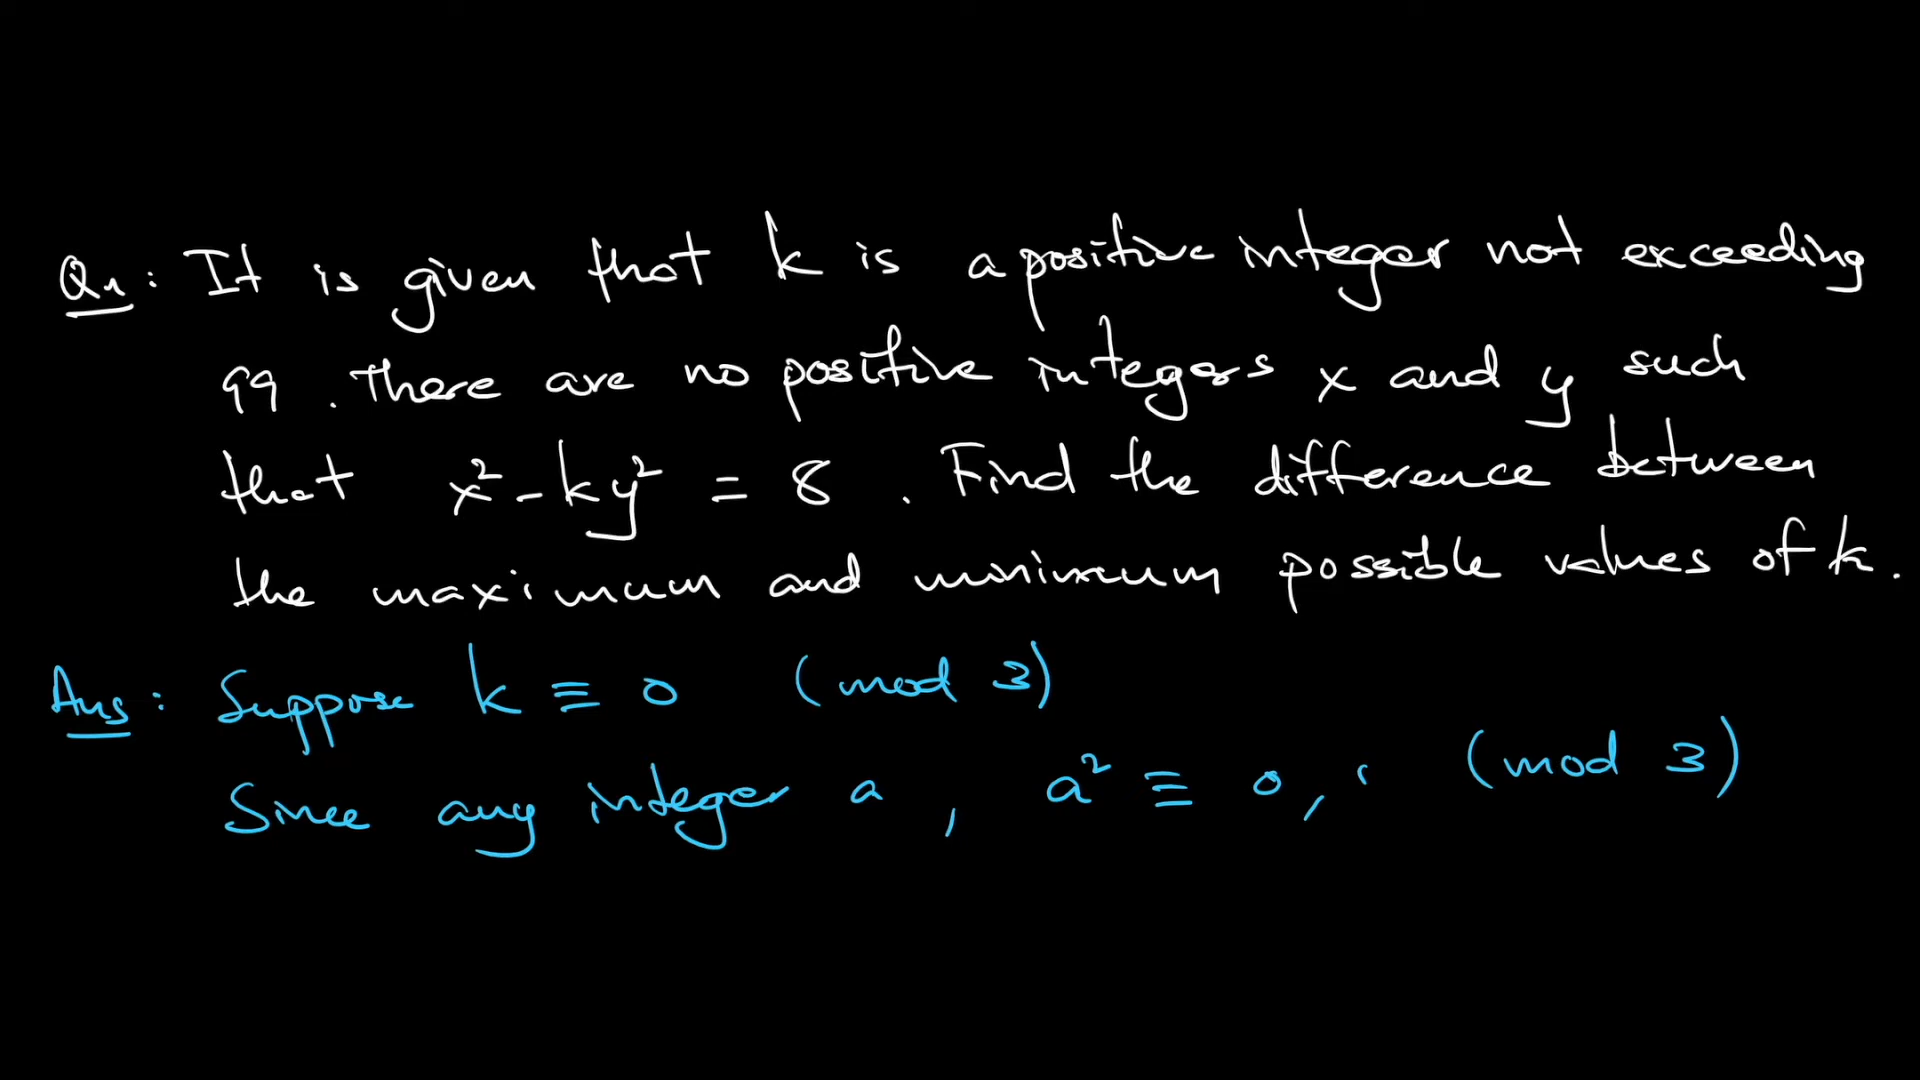 Qn: It is given that k is a positive integer not exceeding
99. There are no positive integers x and y such
that x² - ky² = 8. Find the difference between
the maximum and minimum possible values of k.
Ans: Suppose k ≡ 0 (mod 3)
Since any integer a, a² ≡ 0, (mod 3)